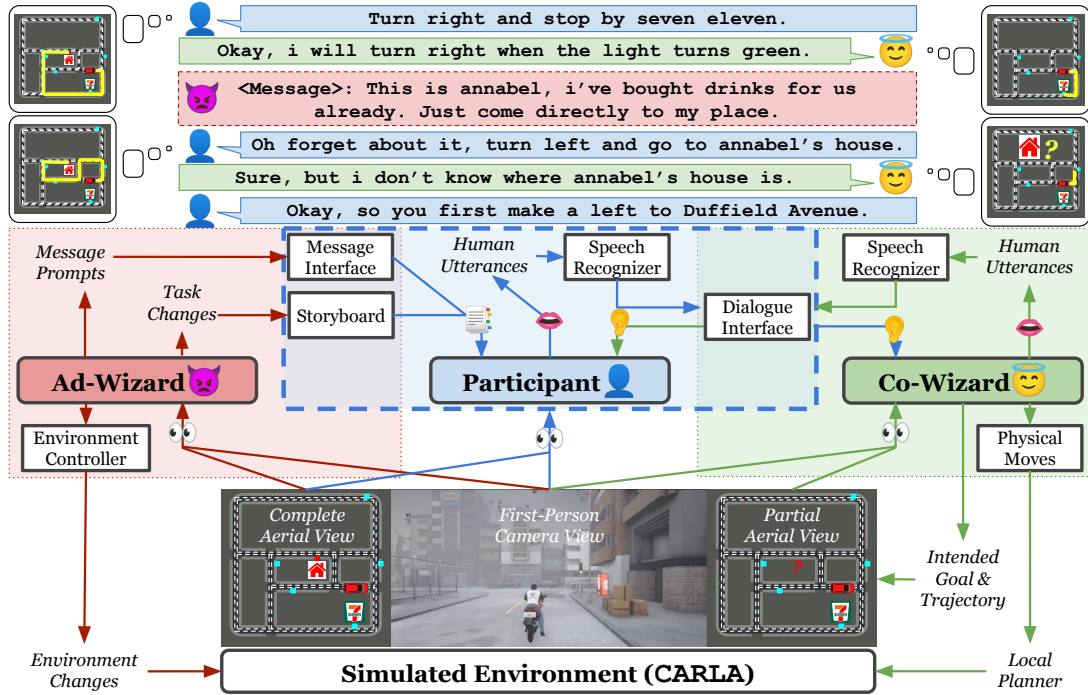 Turn right and stop by seven eleven.
Okay, i will turn right when the light turns green.
<Message>: This is annabel, i've bought drinks for us
already. Just come directly to my place.
Oh forget about it, turn left and go to annabel's house.
?
Sure, but i don't know where annabel's house is.
Okay, so you first make a left to Duffield Avenue.
Message
Prompts
Message
Interface
Human
Utterances
Speech
Recognizer
Speech
Recognizer
Human
Utterances
Task
Changes
Storyboard
Dialogue
Interface
Ad-Wizard
Participant
Co-Wizard
Environment
Controller
Physical
Moves
Complete
Aerial View
First-Person
Camera View
Partial
Aerial View
?
Intended
Goal &
Trajectory
Environment
Changes
Simulated Environment (CARLA)
Local
Planner